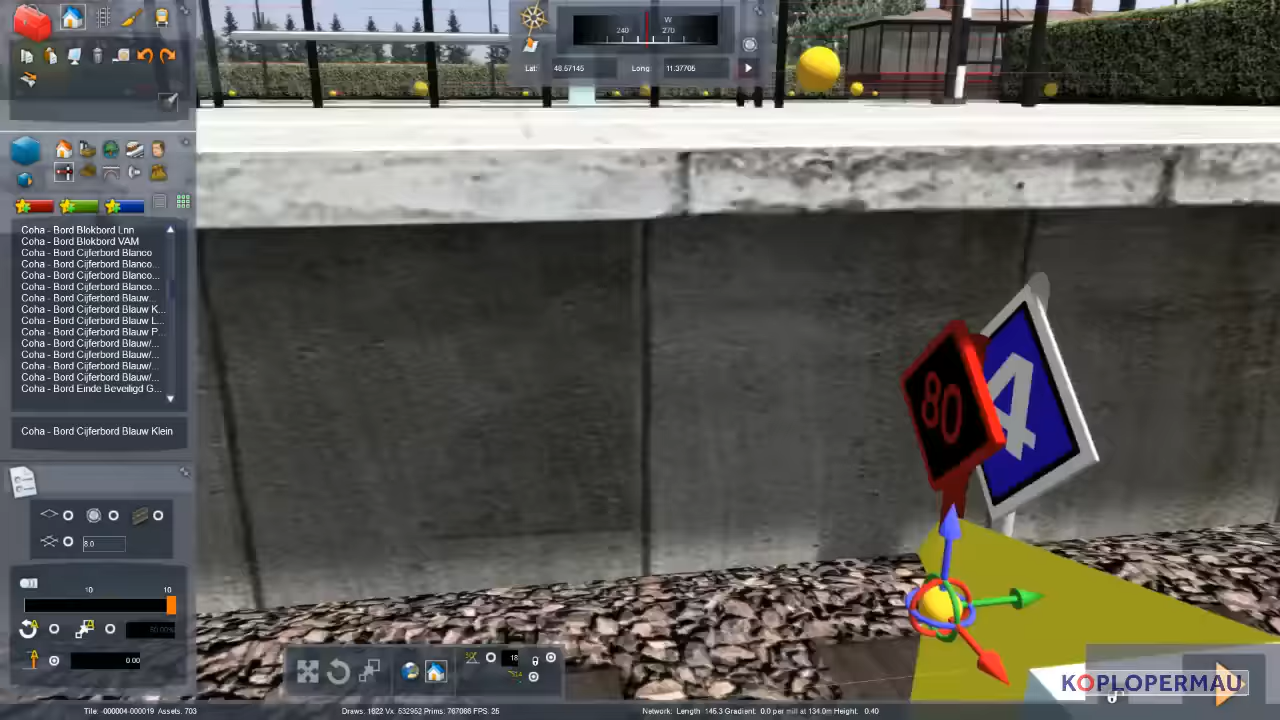 W
240
270
Lat:
48.57145
Long:
11.37705
Coha - Bord Blokbord Lnn
Coha - Bord Blokbord VAM
Coha - Bord Cijferbord Blanco
Coha - Bord Cijferbord Blanco...
Coha - Bord Cijferbord Blanco...
Coha - Bord Cijferbord Blanco...
Coha - Bord Cijferbord Blauw...
Coha - Bord Cijferbord Blauw K...
Coha - Bord Cijferbord Blauw L...
Coha - Bord Cijferbord Blauw P...
Coha - Bord Cijferbord Blauw/...
Coha - Bord Cijferbord Blauw/...
Coha - Bord Cijferbord Blauw/...
Coha - Bord Cijferbord Blauw/...
Coha - Bord Einde Beveiligd G...
Coha - Bord Cijferbord Blauw Klein
80
4
8.0
10
10
0.00
18
KOPLOPERMAU
Tile -000004-000019 Assets. 703
Draws: 1622 Vx. 532952 Prims: 767066 FPS: 25
Network: Length 145.3 Gradient: 0.0 per mill at 134.0m Height: 0.40